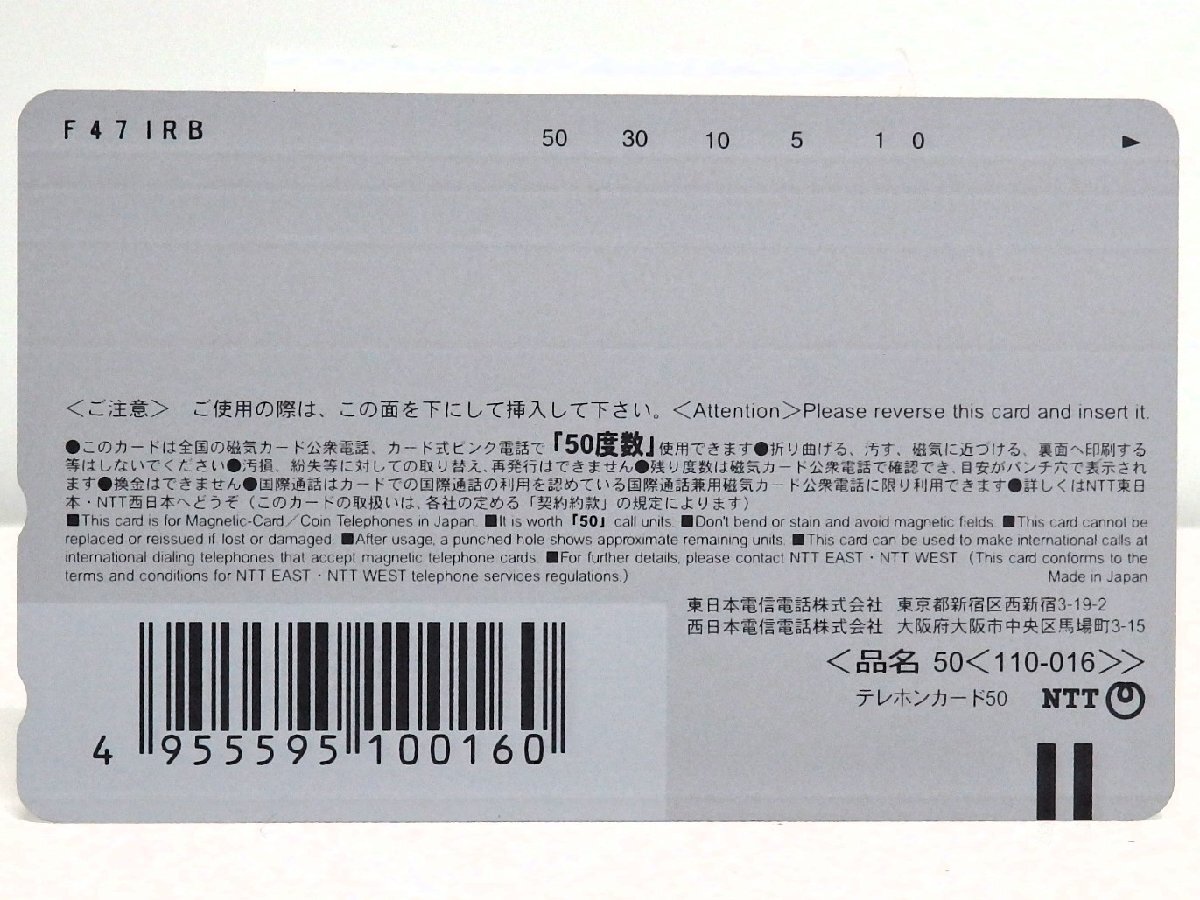 F471RB 50 30 10 5 1 0 ▶
<ご注意> ご使用の際は、この面を下にして挿入して下さい。<Attention>Please reverse this card and insert it.
●このカードは全国の磁気カード公衆電話、カード式ピンク電話で「50度数」使用できます●折り曲げる、汚す、磁気に近づける、裏面へ印刷する
等はしないでください●汚損、紛失等に対しての取り替え、再発行はできません●残り度数は磁気カード公衆電話で確認でき、目安がパンチ穴で表示され
ます●換金はできません●国際通話はカードでの国際通話の利用を認めている国際通話兼用磁気カード公衆電話に限り利用できます●詳しくはNTT東日
本・NTT西日本へどうぞ（このカードの取扱いは、各社の定める「契約約款」の規定によります）
■This card is for Magnetic-Card／Coin Telephones in Japan. ■It is worth「50」call units. ■Don't bend or stain and avoid magnetic fields. ■This card cannot be
replaced or reissued if lost or damaged. ■After usage, a punched hole shows approximate remaining units. ■This card can be used to make international calls at
international dialing telephones that accept magnetic telephone cards. ■For further details, please contact NTT EAST・NTT WEST (This card conforms to the
terms and conditions for NTT EAST・NTT WEST telephone services regulations.) Made in Japan
東日本電信電話株式会社 東京都新宿区西新宿3-19-2
西日本電信電話株式会社 大阪府大阪市中央区馬場町3-15
<品名 50<110-016>>
テレホンカード50 NTT
4 955595 100160